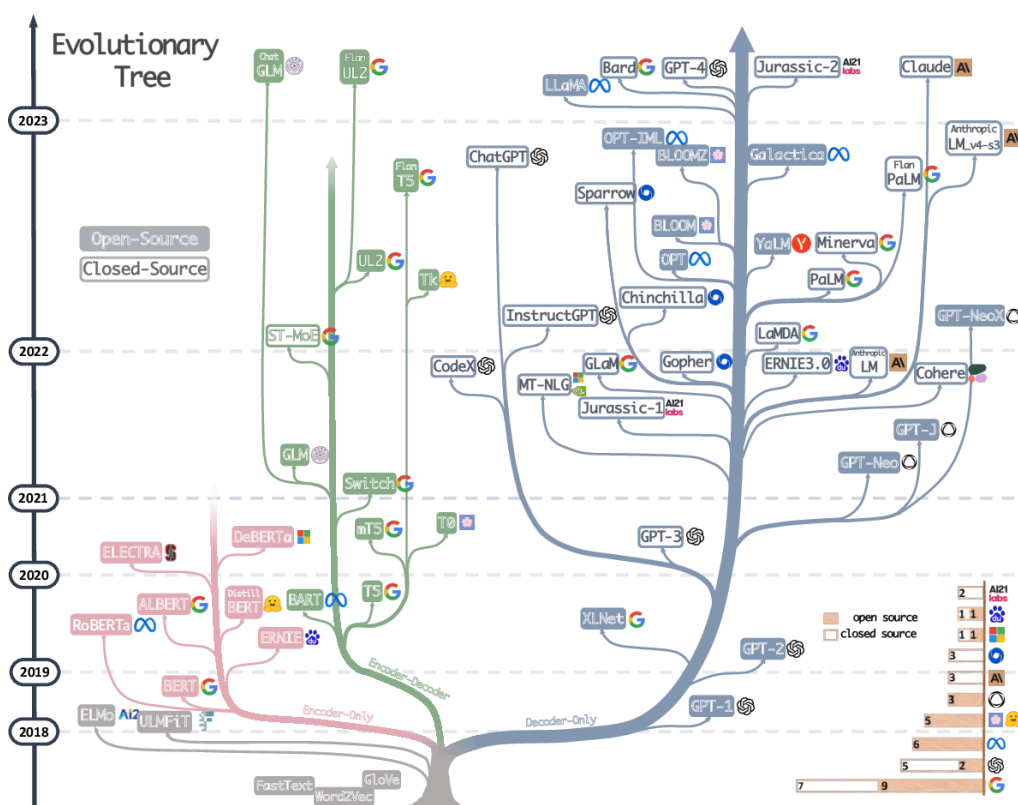 Evolutionary
Tree
2023
2022
2021
2020
2019
2018
Open-Source
Closed-Source
Chat
GLM
Flan
UL2
Bard
GPT-4
Jurassic-2
AI21
labs
Claude
A\
LLaMA
OPT-IML
BLOOMZ
Galactica
Anthropic
LM_v4-s3
A\
ChatGPT
Flan
T5
Flan
PaLM
Sparrow
BLOOM
YaLM
Y
Minerva
UL2
OPT
Tk
PaLM
Chinchilla
InstructGPT
GPT-NeoX
ST-MoE
LaMDA
CodeX
GLaM
Gopher
ERNIE3.0
du
Anthropic
LM
A\
Cohere
MT-NLG
Jurassic-1
AI21
labs
GPT-J
GLM
GPT-Neo
Switch
mT5
T0
GPT-3
DeBERTa
ELECTRA
S
Distill
BERT
BART
T5
ALBERT
RoBERTa
ERNIE
du
XLNet
GPT-2
Encoder-Decoder
BERT
Encoder-Only
Decoder-Only
GPT-1
ELMo
Ai2
ULMFiT
FastText
Word2Vec
GloVe
open source
closed source
2
AI21
labs
1 1
du
1 1
3
3
A\
3
5
6
5 2
7 9